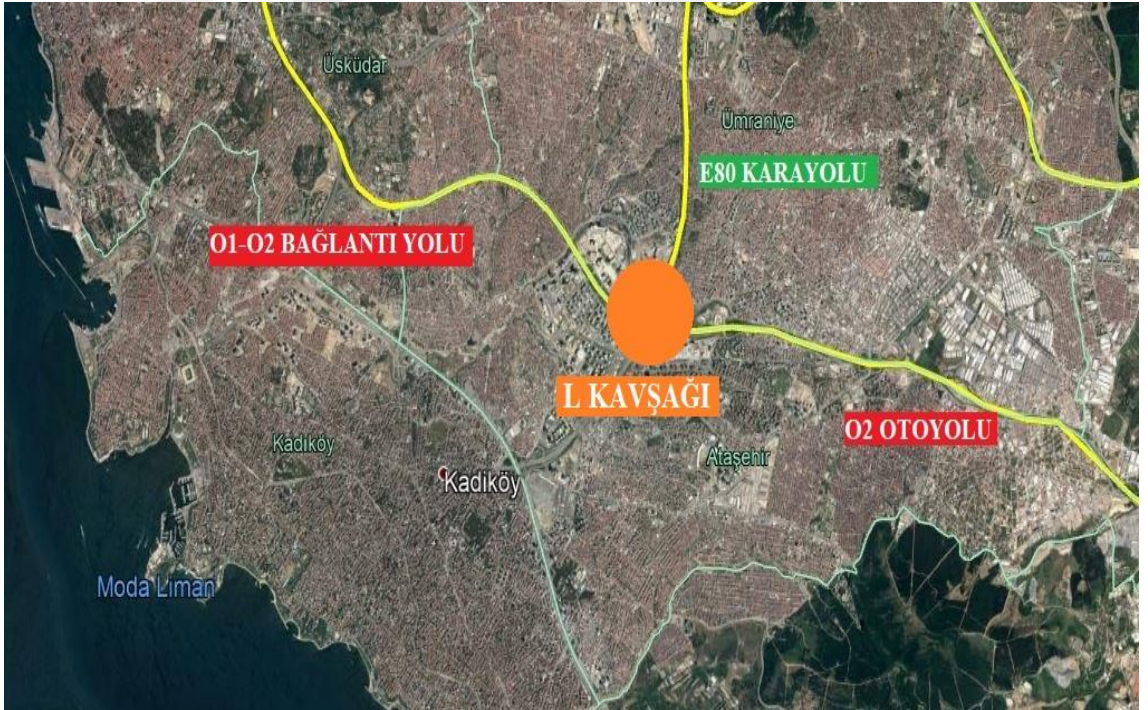 Üsküdar
Ümraniye
E80 KARAYOLU
O1-O2 BAĞLANTI YOLU
L KAVŞAĞI
O2 OTOYOLU
Kadıköy
Ataşehir
Kadıköy
Moda Liman